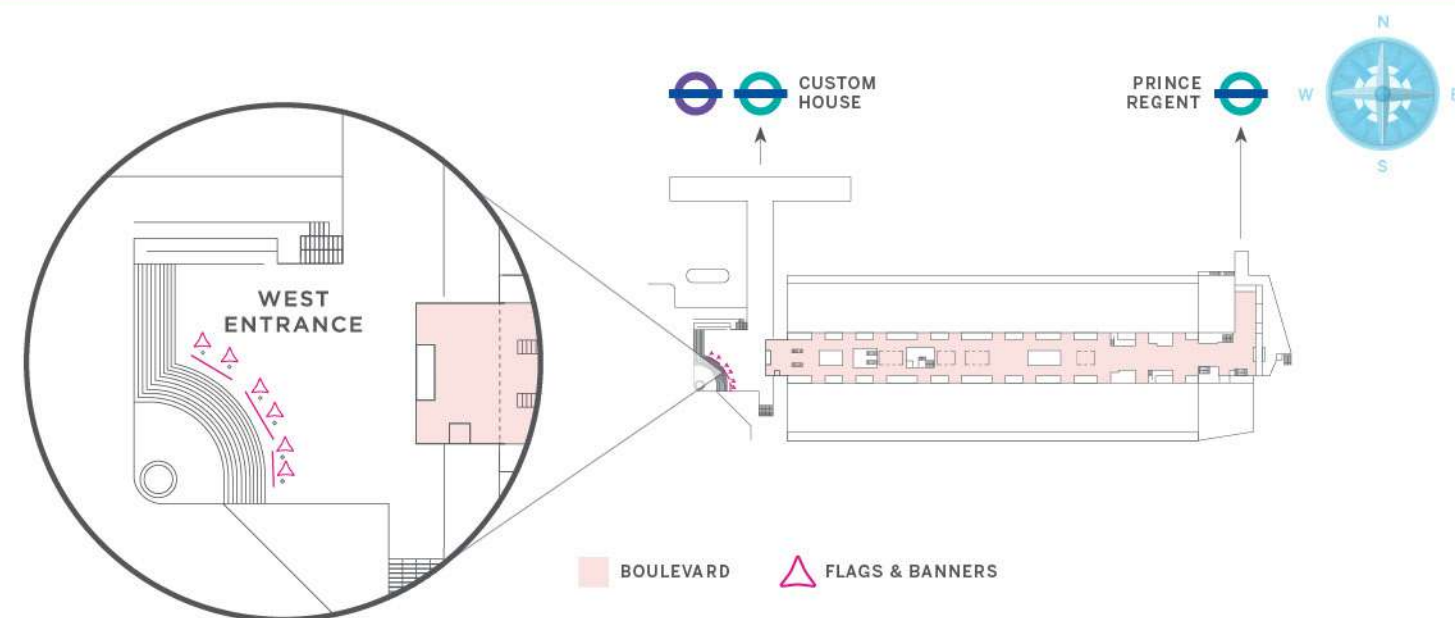 N
W
E
S
CUSTOM
HOUSE
PRINCE
REGENT
WEST
ENTRANCE
BOULEVARD
FLAGS & BANNERS